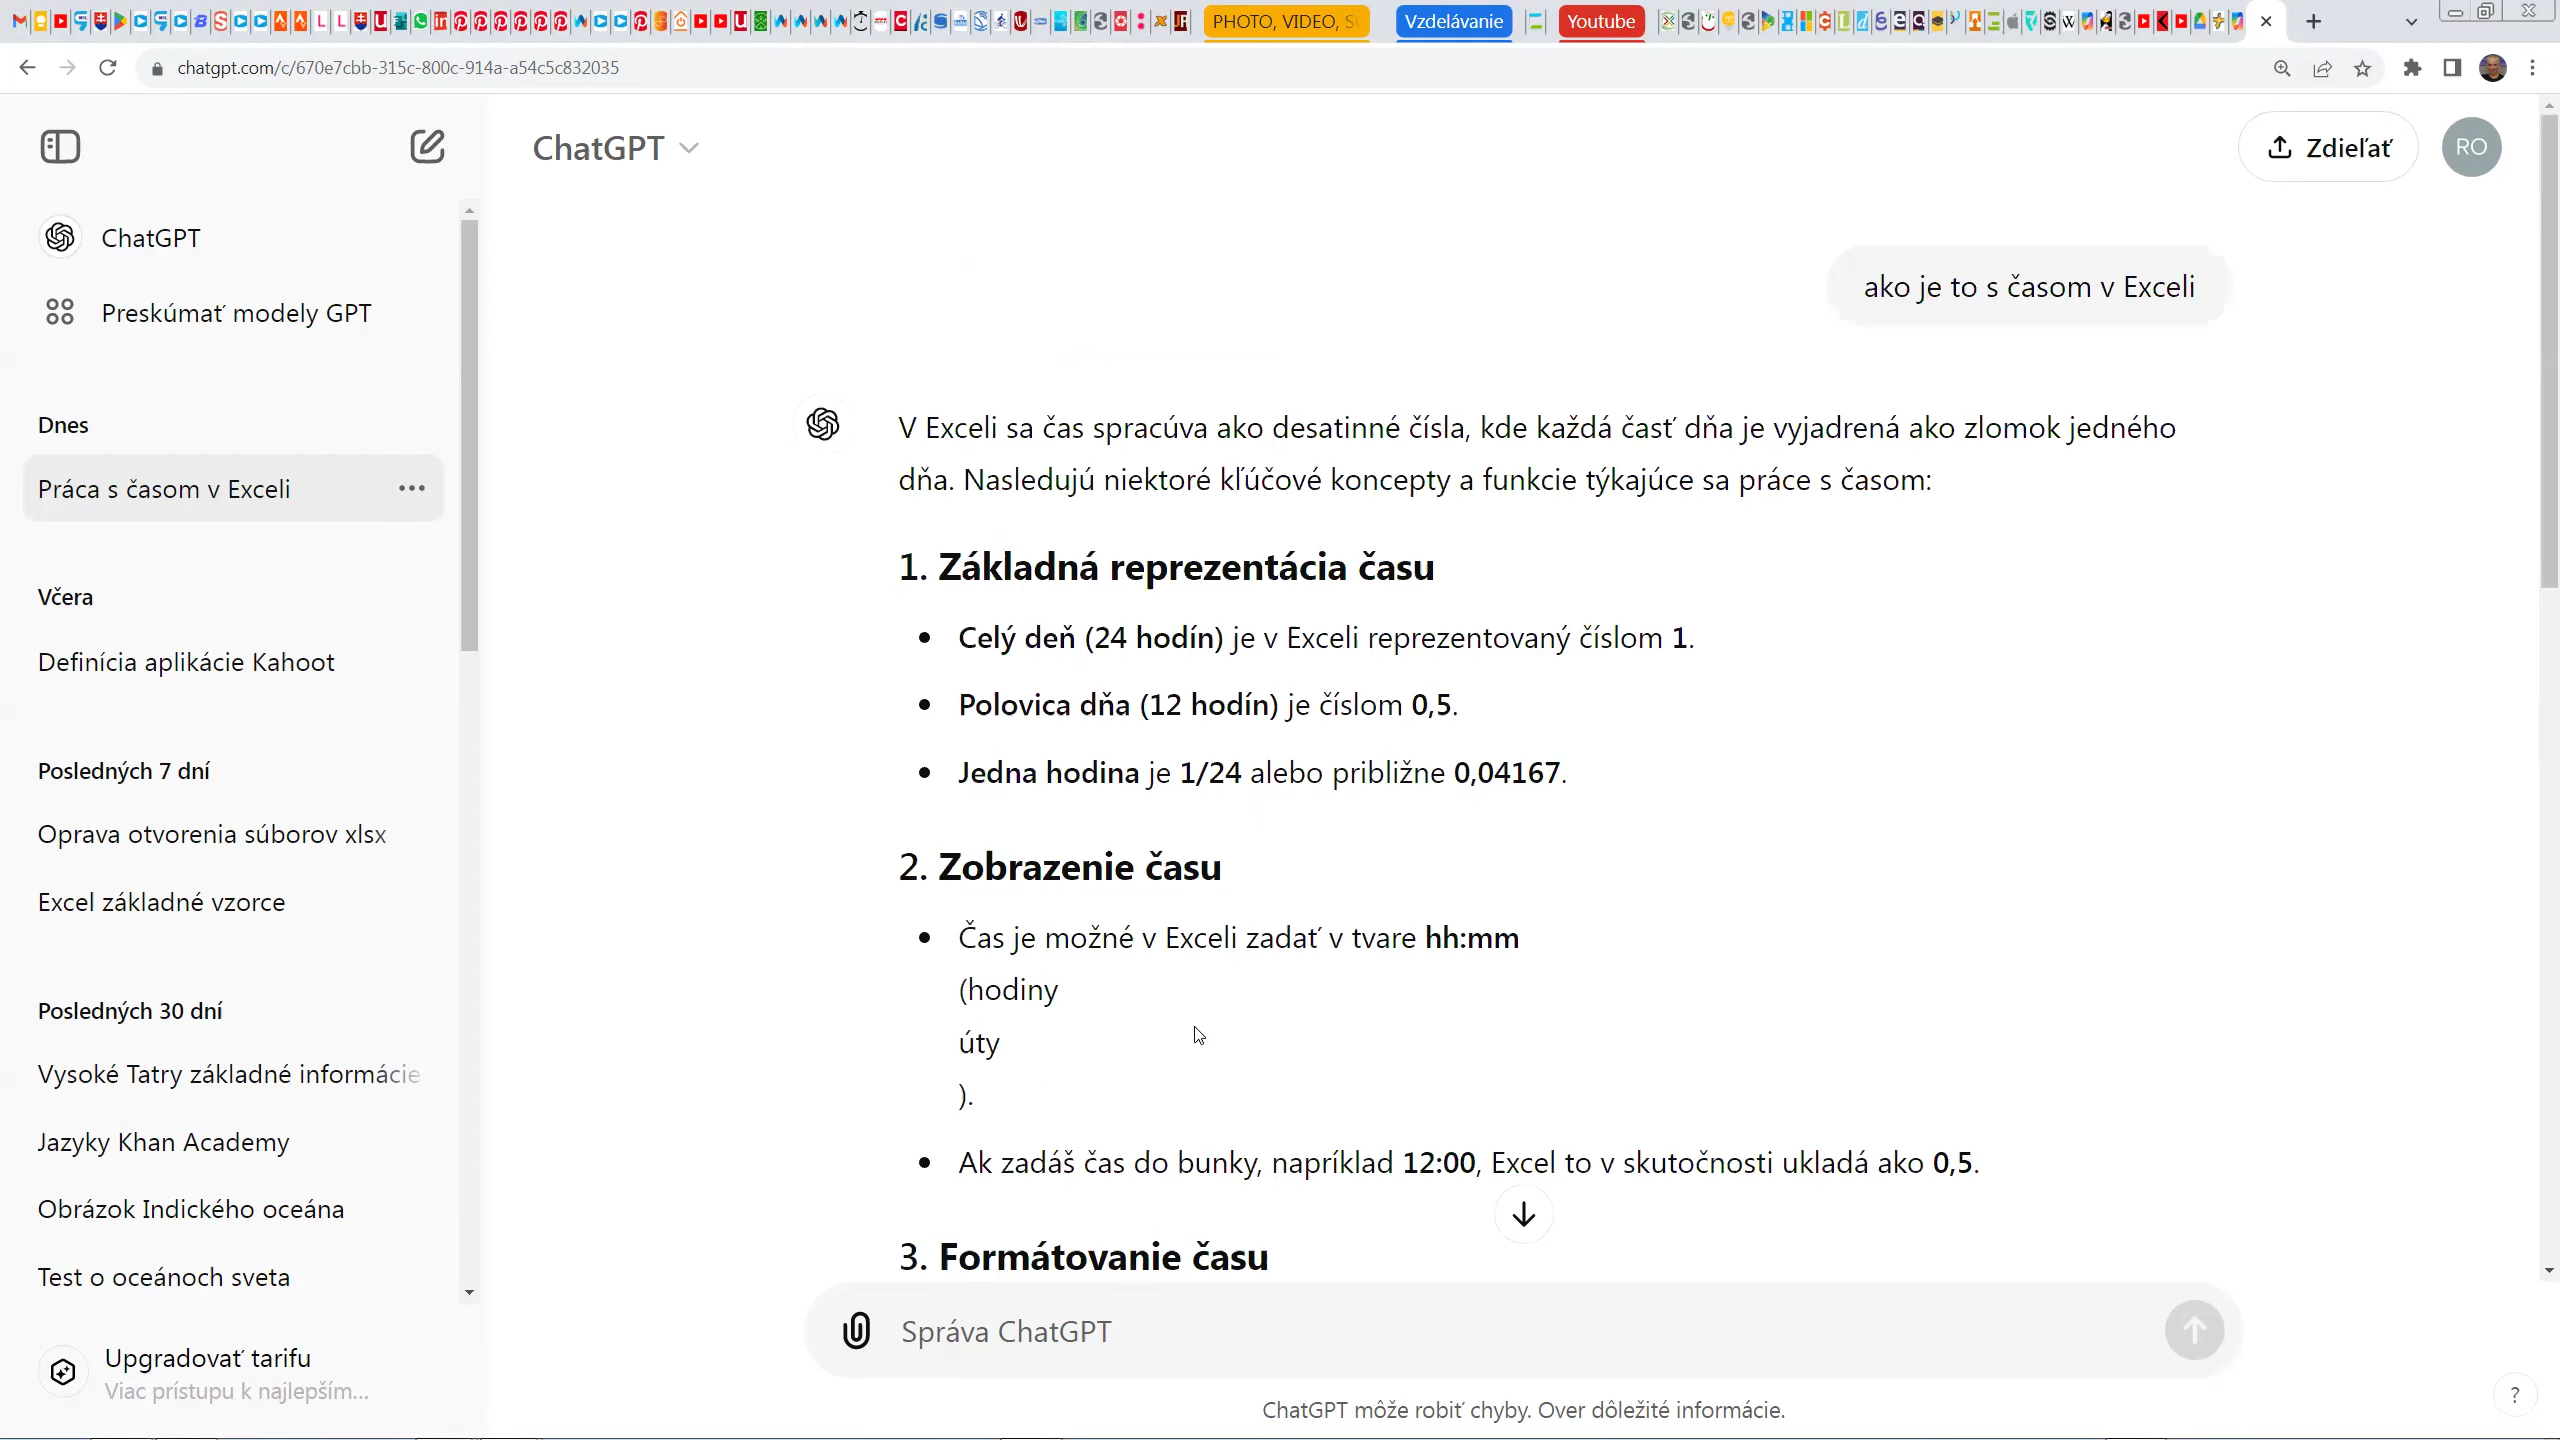 PHOTO, VIDEO, S
Vzdelávanie
Youtube
chatgpt.com/c/670e7cbb-315c-800c-914a-a54c5c832035
ChatGPT
Zdieľať
RO
ChatGPT
Preskúmať modely GPT
Dnes
Práca s časom v Exceli
Včera
Definícia aplikácie Kahoot
Posledných 7 dní
Oprava otvorenia súborov xlsx
Excel základné vzorce
Posledných 30 dní
Vysoké Tatry základné informácie
Jazyky Khan Academy
Obrázok Indického oceána
Test o oceánoch sveta
Upgradovať tarifu
Viac prístupu k najlepším...
ako je to s časom v Exceli
V Exceli sa čas spracúva ako desatinné čísla, kde každá časť dňa je vyjadrená ako zlomok jedného
dňa. Nasledujú niektoré kľúčové koncepty a funkcie týkajúce sa práce s časom:
1. Základná reprezentácia času
• Celý deň (24 hodín) je v Exceli reprezentovaný číslom 1.
• Polovica dňa (12 hodín) je číslom 0,5.
• Jedna hodina je 1/24 alebo približne 0,04167.
2. Zobrazenie času
• Čas je možné v Exceli zadať v tvare hh:mm
(hodiny
úty
).
• Ak zadáš čas do bunky, napríklad 12:00, Excel to v skutočnosti ukladá ako 0,5.
3. Formátovanie času
Správa ChatGPT
ChatGPT môže robiť chyby. Over dôležité informácie.
?